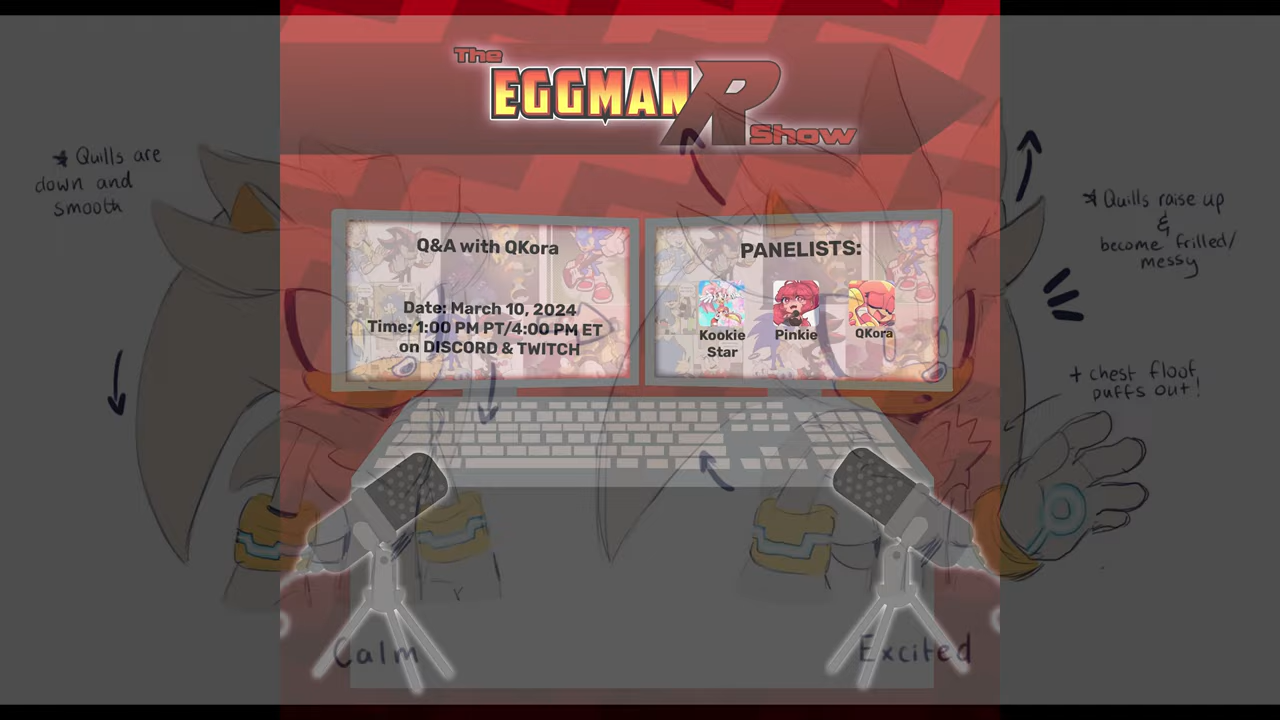 The
EGGMAN R
Show
* Quills are
down and
smooth
* Quills raise up
&
become frilled/
messy
+ chest floof
puffs out!
Q&A with QKora
Date: March 10, 2024
Time: 1:00 PM PT/4:00 PM ET
on DISCORD & TWITCH
PANELISTS:
Kookie
Star
Pinkie
QKora
Calm
Excited